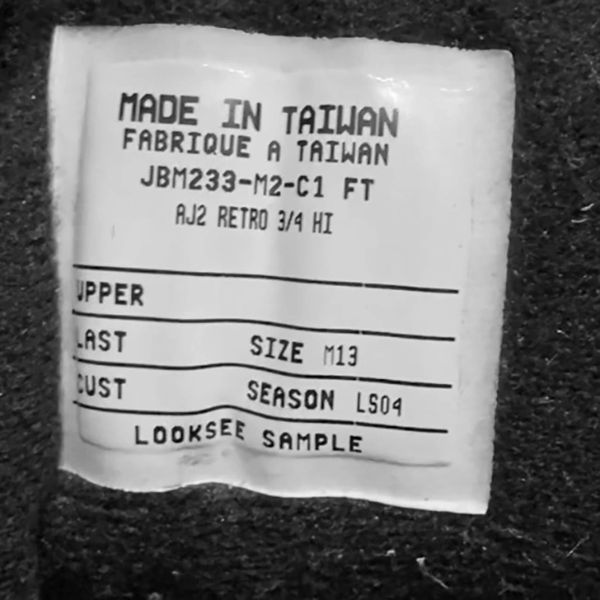 MADE IN TAIWAN
FABRIQUE A TAIWAN
JBM233-M2-C1 FT
AJ2 RETRO 3/4 HI
UPPER
LAST SIZE M13
CUST SEASON LS04
LOOKSEE SAMPLE